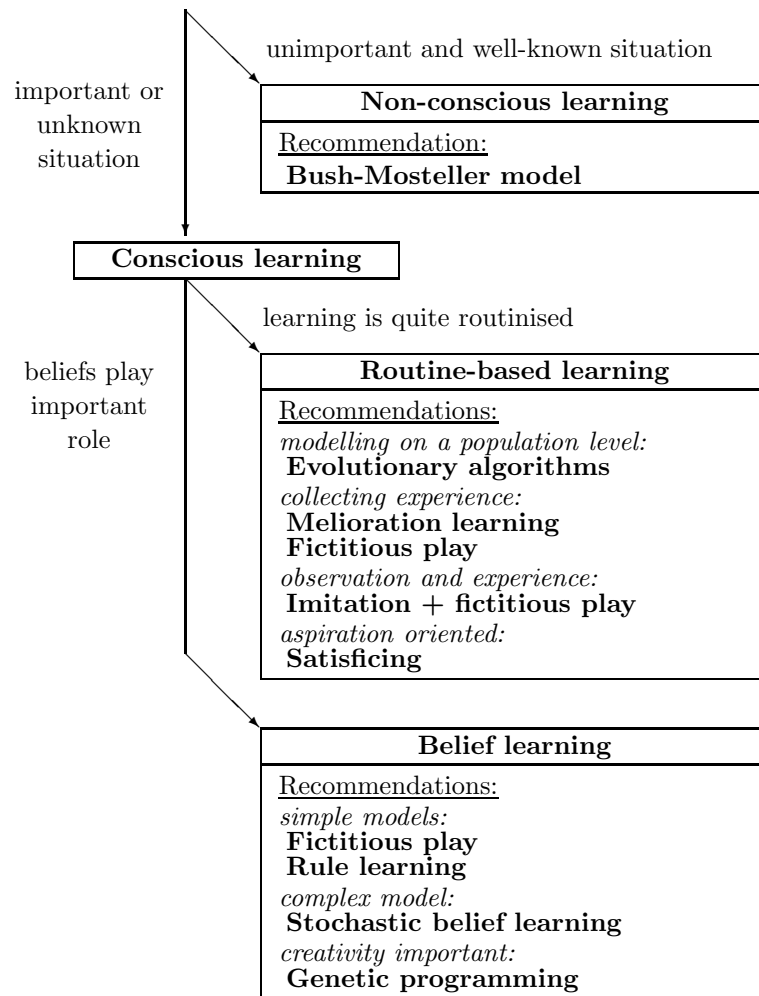 unimportant and well-known situation
important or
unknown
situation
Non-conscious learning
Recommendation:
Bush-Mosteller model
Conscious learning
learning is quite routinised
beliefs play
important
role
Routine-based learning
Recommendations:
modelling on a population level:
Evolutionary algorithms
collecting experience:
Melioration learning
Fictitious play
observation and experience:
Imitation + fictitious play
aspiration oriented:
Satisficing
Belief learning
Recommendations:
simple models:
Fictitious play
Rule learning
complex model:
Stochastic belief learning
creativity important:
Genetic programming